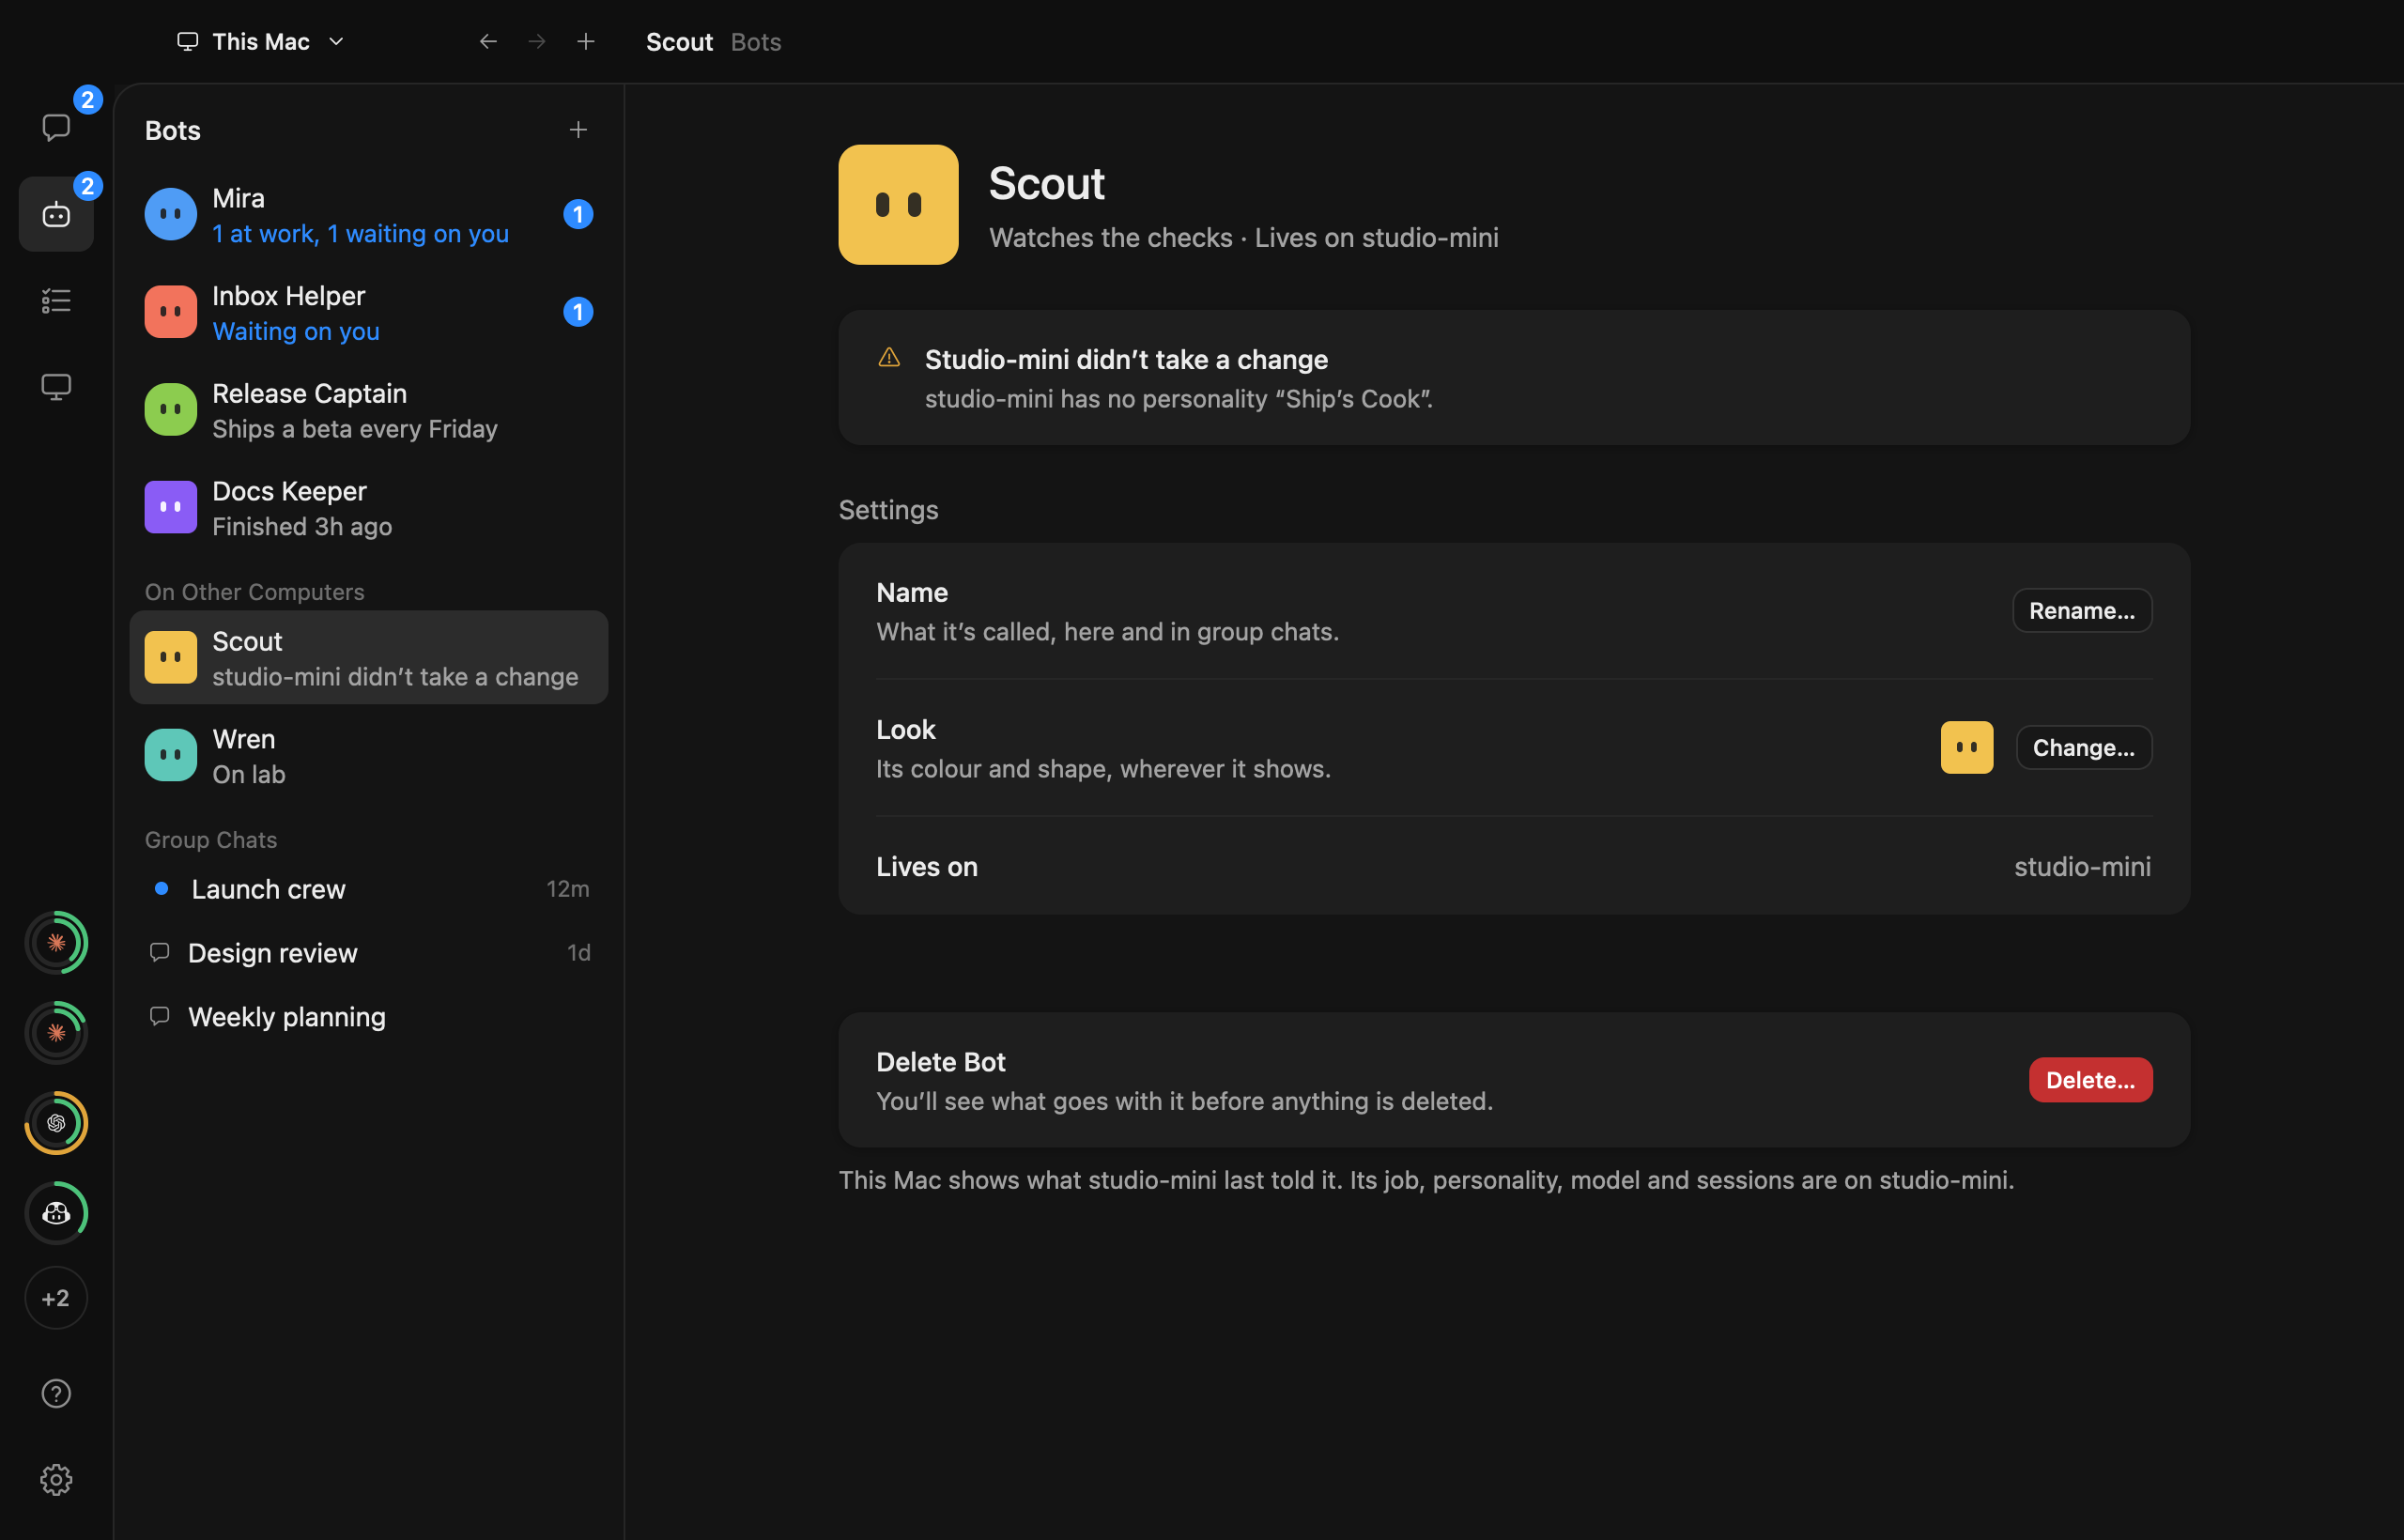 This Mac
Scout Bots
2
2
Bots
Mira
1 at work, 1 waiting on you
1
Inbox Helper
Waiting on you
1
Release Captain
Ships a beta every Friday
Docs Keeper
Finished 3h ago
On Other Computers
Scout
studio-mini didn’t take a change
Wren
On lab
Group Chats
Launch crew 12m
Design review 1d
Weekly planning
+2
Scout
Watches the checks · Lives on studio-mini
Studio-mini didn’t take a change
studio-mini has no personality “Ship’s Cook”.
Settings
Name
What it’s called, here and in group chats.
Rename...
Look
Its colour and shape, wherever it shows.
Change...
Lives on studio-mini
Delete Bot
You’ll see what goes with it before anything is deleted.
Delete...
This Mac shows what studio-mini last told it. Its job, personality, model and sessions are on studio-mini.